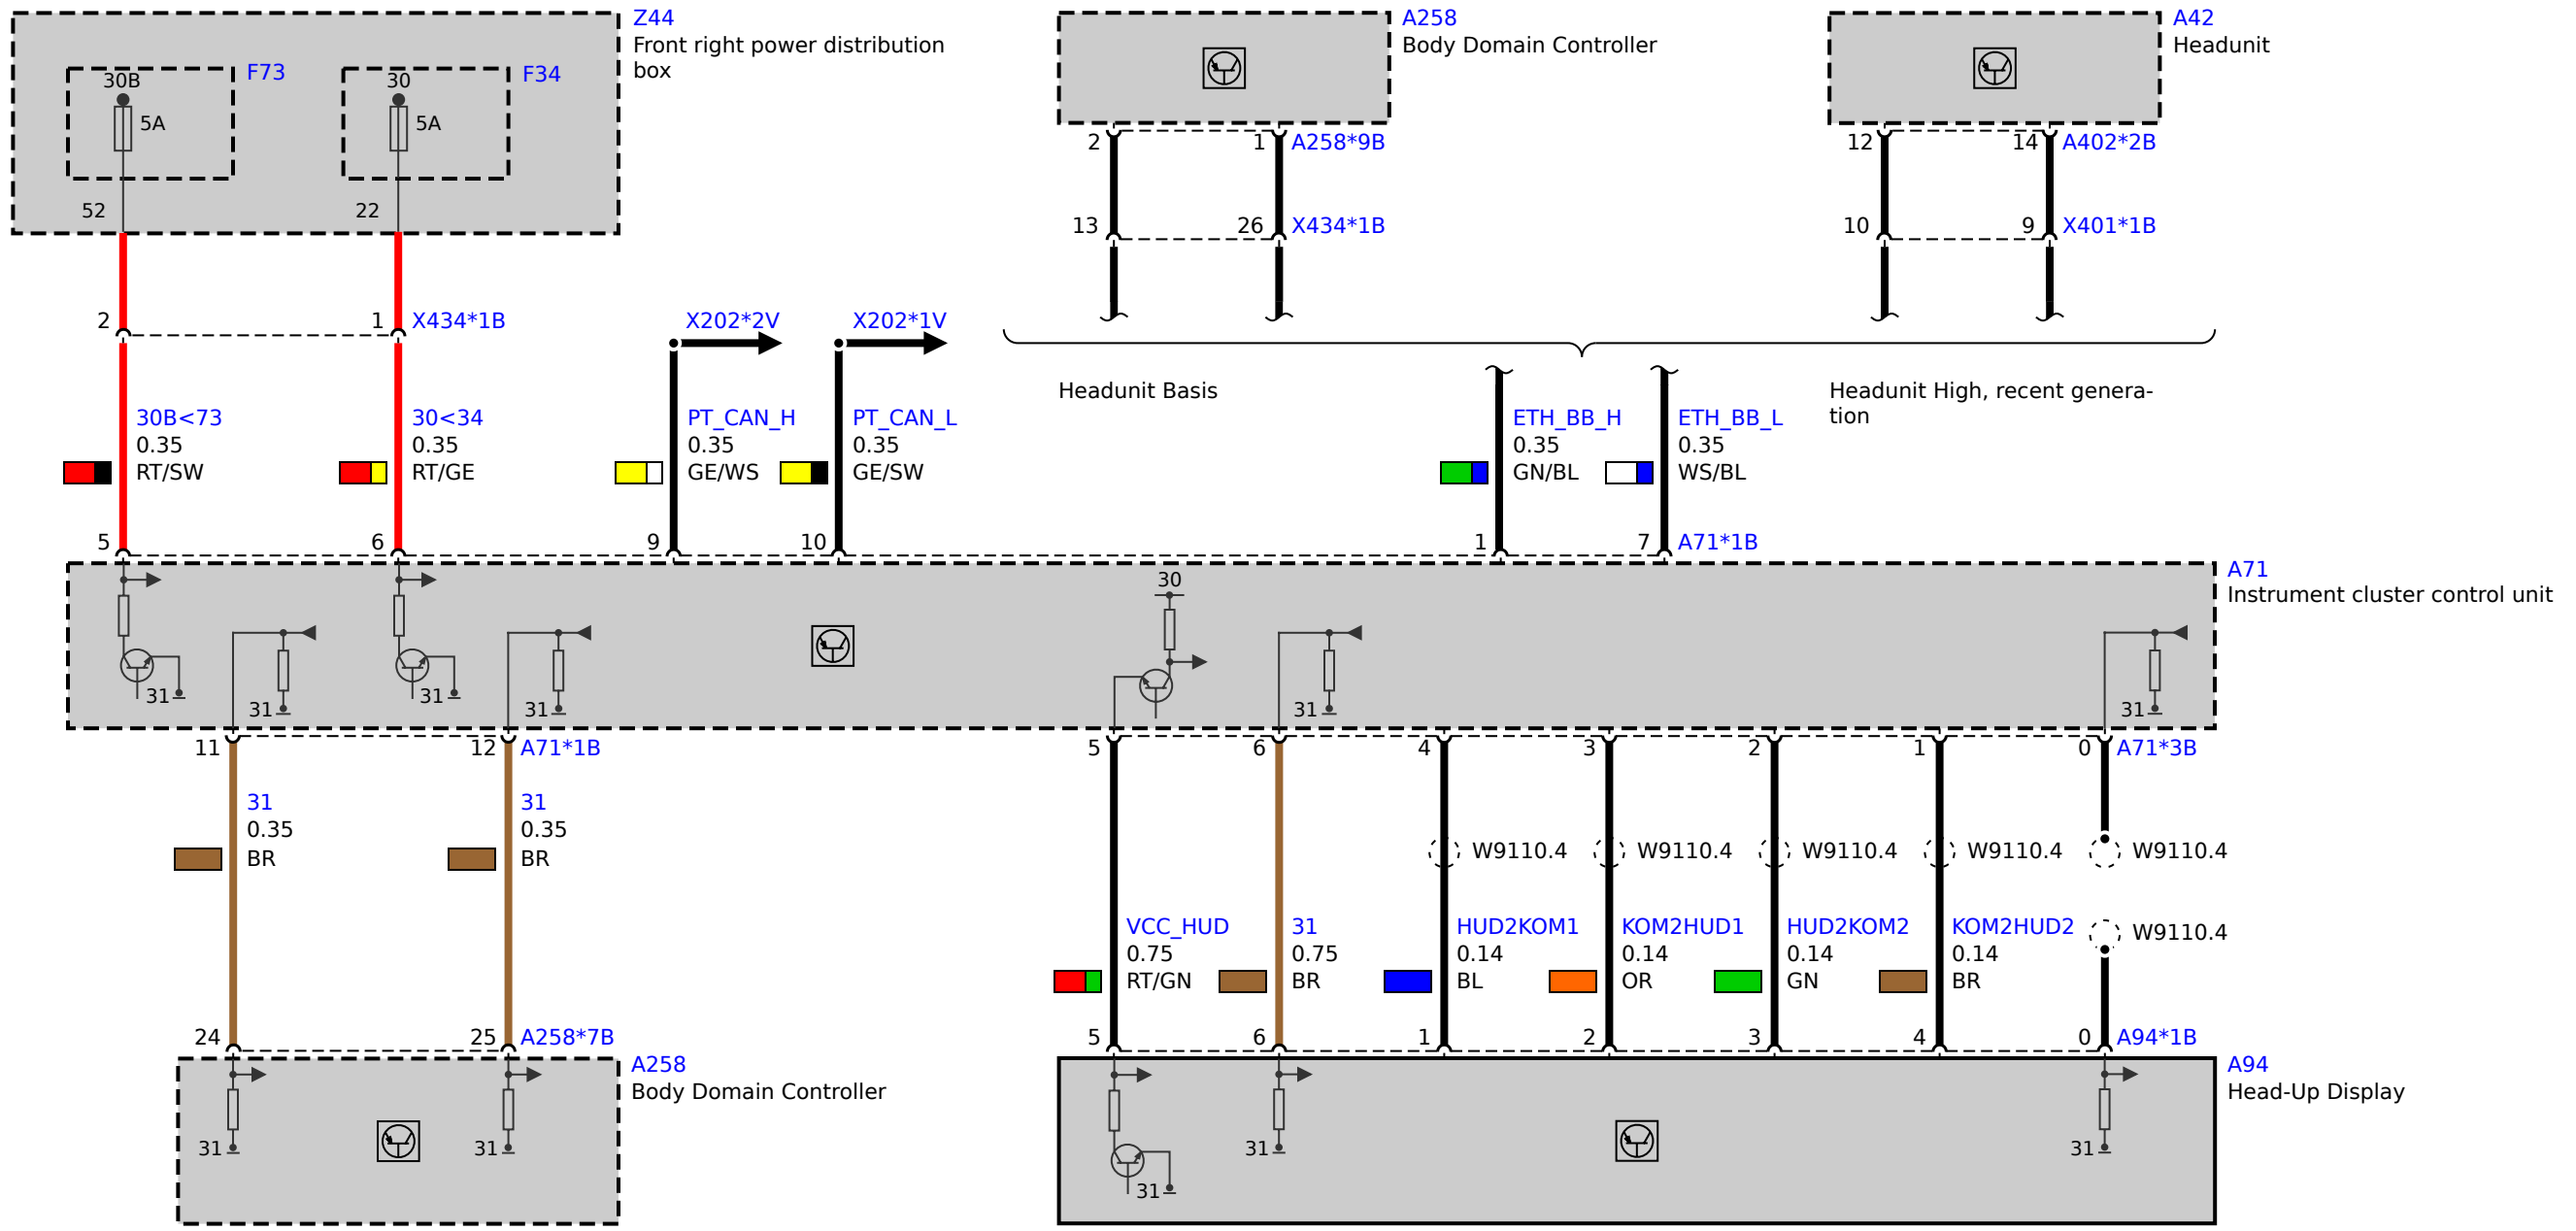 Z44
Front right power distribution
box
F73
F34
30B
30
5A
5A
52
22
A258
Body Domain Controller
A42
Headunit
2
1
A258*9B
12
14
A402*2B
13
26
X434*1B
10
9
X401*1B
2
1
X434*1B
X202*2V
X202*1V
Headunit Basis
Headunit High, recent genera-
tion
30B<73
0.35
RT/SW
30<34
0.35
RT/GE
PT_CAN_H
0.35
GE/WS
PT_CAN_L
0.35
GE/SW
ETH_BB_H
0.35
GN/BL
ETH_BB_L
0.35
WS/BL
5
6
9
10
1
7
A71*1B
A71
Instrument cluster control unit
30
31
31
31
31
31
31
11
12
A71*1B
5
6
4
3
2
1
0
A71*3B
31
0.35
BR
31
0.35
BR
W9110.4
W9110.4
W9110.4
W9110.4
W9110.4
W9110.4
VCC_HUD
0.75
RT/GN
31
0.75
BR
HUD2KOM1
0.14
BL
KOM2HUD1
0.14
OR
HUD2KOM2
0.14
GN
KOM2HUD2
0.14
BR
24
25
A258*7B
5
6
1
2
3
4
0
A94*1B
A258
Body Domain Controller
31
31
A94
Head-Up Display
31
31
31